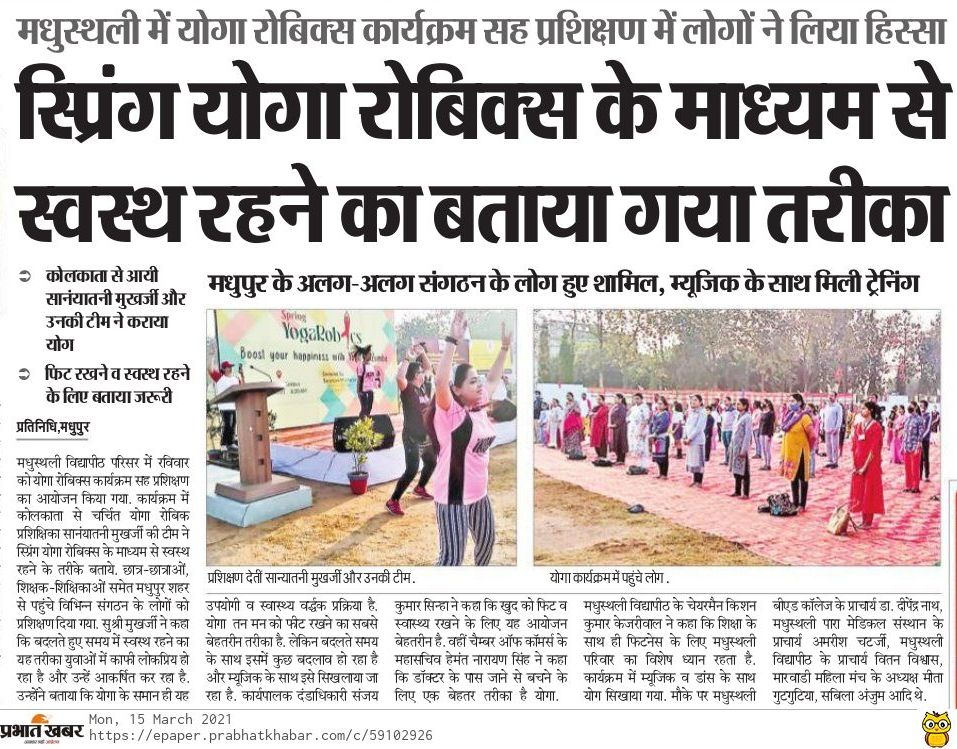 मधुस्थली में योगा रोबिक्स कार्यक्रम सह प्रशिक्षण में लोगों ने लिया हिस्सा
स्प्रिंग योगा रोबिक्स के माध्यम से
स्वस्थ रहने का बताया गया तरीका
कोलकाता से आयी
सानंयातनी मुखर्जी और
उनकी टीम ने कराया
योग
फिट रखने व स्वस्थ रहने
के लिए बताया जरूरी
मधुपुर के अलग-अलग संगठन के लोग हुए शामिल, म्यूजिक के साथ मिली ट्रेनिंग
Spring
YogaRobics
Boost your happiness with
प्रशिक्षण देतीं सान्यातनी मुखर्जी और उनकी टीम.
योगा कार्यक्रम में पहुंचे लोग.
प्रतिनिधि,मधुपुर
मधुस्थली विद्यापीठ परिसर में रविवार
को योगा रोबिक्स कार्यक्रम सह प्रशिक्षण
का आयोजन किया गया. कार्यक्रम में
कोलकाता से चर्चित योगा रोबिक
प्रशिक्षिका सानंयातनी मुखर्जी की टीम ने
स्प्रिंग योगा रोबिक्स के माध्यम से स्वस्थ
रहने के तरीके बताये. छात्र-छात्राओं,
शिक्षक-शिक्षिकाओं समेत मधुपुर शहर
से पहुंचे विभिन्न संगठन के लोगों को
प्रशिक्षण दिया गया. सुश्री मुखर्जी ने कहा
कि बदलते हुए समय में स्वस्थ रहने का
यह तरीका युवाओं में काफी लोकप्रिय हो
रहा है और उन्हें आकर्षित कर रहा है.
उन्होंने बताया कि योगा के समान ही यह
उपयोगी व स्वास्थ्य वर्द्धक प्रक्रिया है.
योगा तन मन को फीट रखने का सबसे
बेहतरीन तरीका है. लेकिन बदलते समय
के साथ इसमें कुछ बदलाव हो रहा है
और म्यूजिक के साथ इसे सिखलाया जा
रहा है. कार्यपालक दंडाधिकारी संजय
कुमार सिन्हा ने कहा कि खुद को फिट व
स्वास्थ्य रखने के लिए यह आयोजन
बेहतरीन है. वहीं चैम्बर ऑफ कॉमर्स के
महासचिव हेमंत नारायण सिंह ने कहा
कि डॉक्टर के पास जाने से बचने के
लिए एक बेहतर तरीका है योगा.
मधुस्थली विद्यापीठ के चेयरमैन किशन
कुमार केजरीवाल ने कहा कि शिक्षा के
साथ ही फिटनेस के लिए मधुस्थली
परिवार का विशेष ध्यान रहता है.
कार्यक्रम में म्यूजिक व डांस के साथ
योग सिखाया गया. मौके पर मधुस्थली
बीएड कॉलेज के प्राचार्य डा. दीपेंद्र नाथ,
मधुस्थली पारा मेडिकल संस्थान के
प्राचार्य अमरीश चटर्जी, मधुस्थली
विद्यापीठ के प्राचार्य वितन विश्वास,
मारवाडी महिला मंच के अध्यक्ष मीता
गुटगुटिया, सबिला अंजुम आदि थे.
प्रभात खबर
Mon, 15 March 2021
https://epaper.prabhatkhabar.com/c/59102926